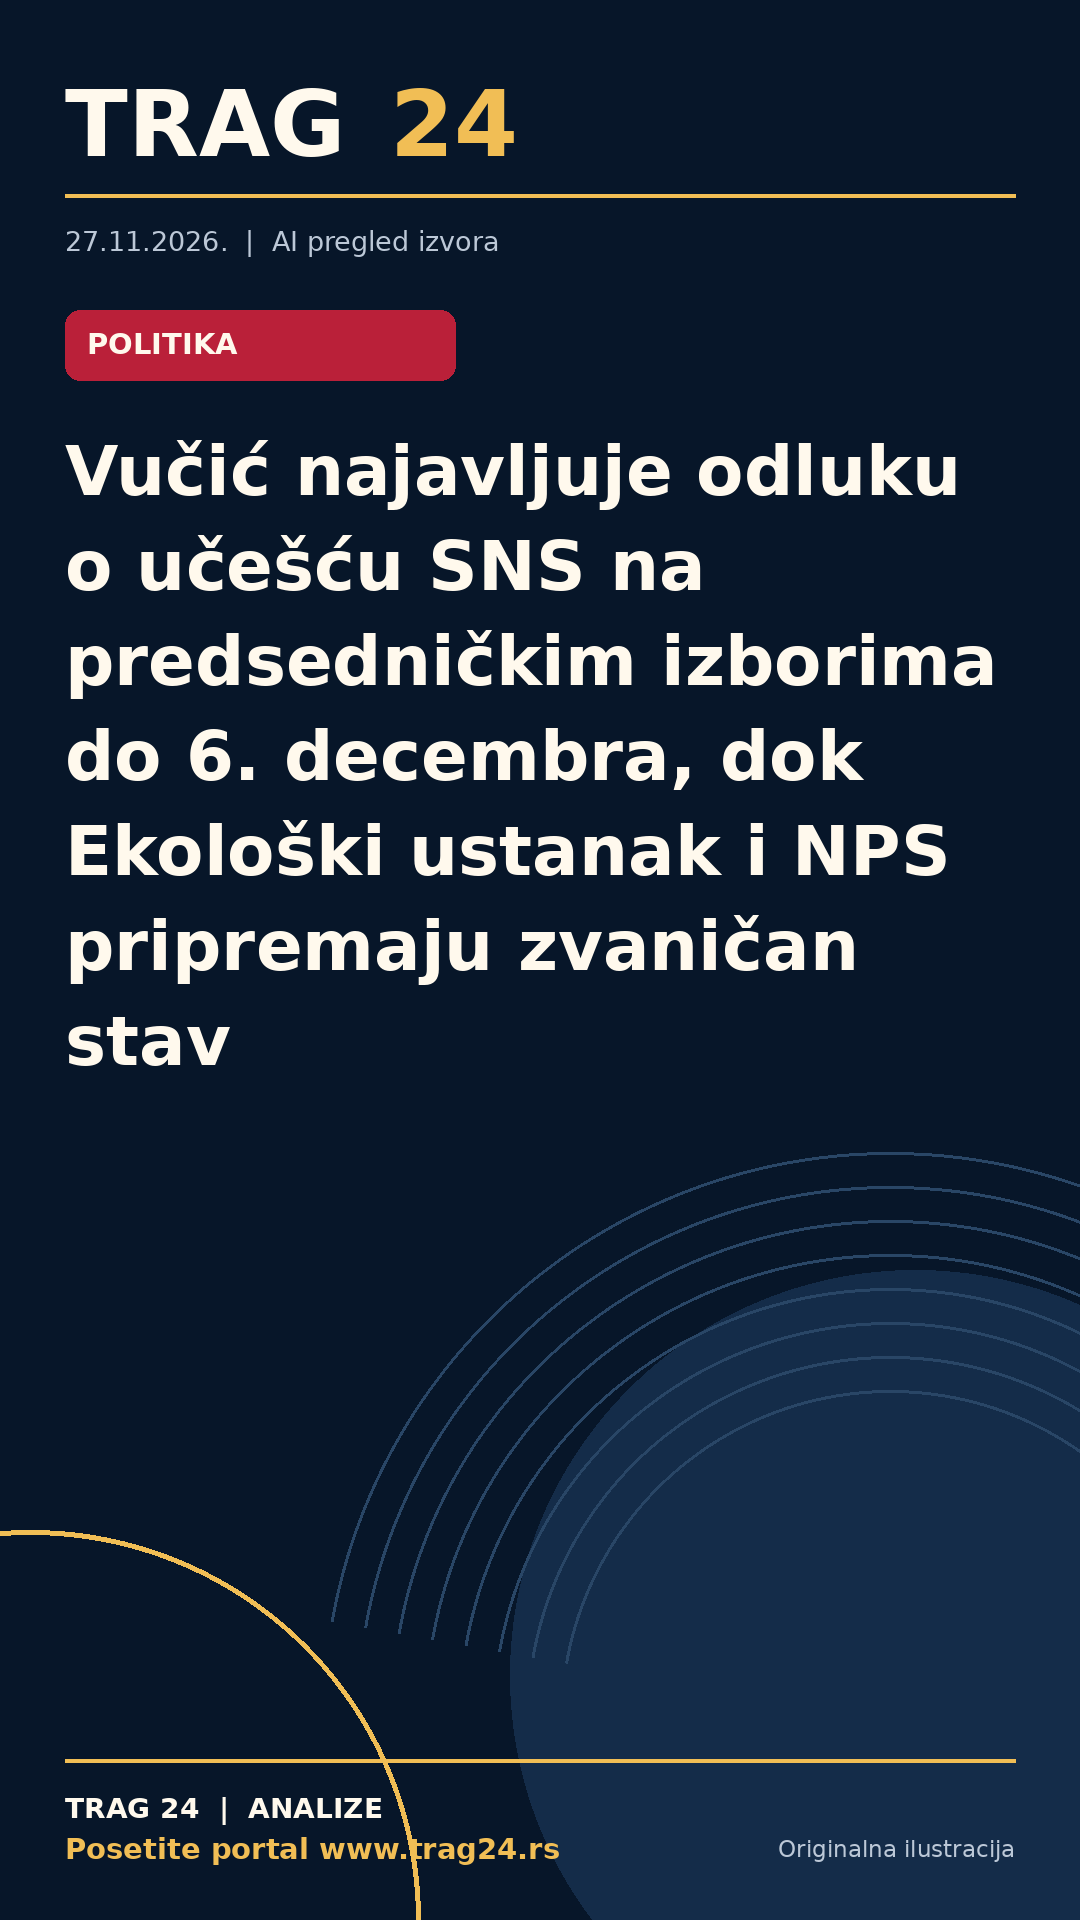 TRAG 24
27.11.2026. | AI pregled izvora
POLITIKA
Vučić najavljuje odluku
o učešću SNS na
predsedničkim izborima
do 6. decembra, dok
Ekološki ustanak i NPS
pripremaju zvaničan
stav
TRAG 24 | ANALIZE
Posetite portal www.trag24.rs
Originalna ilustracija